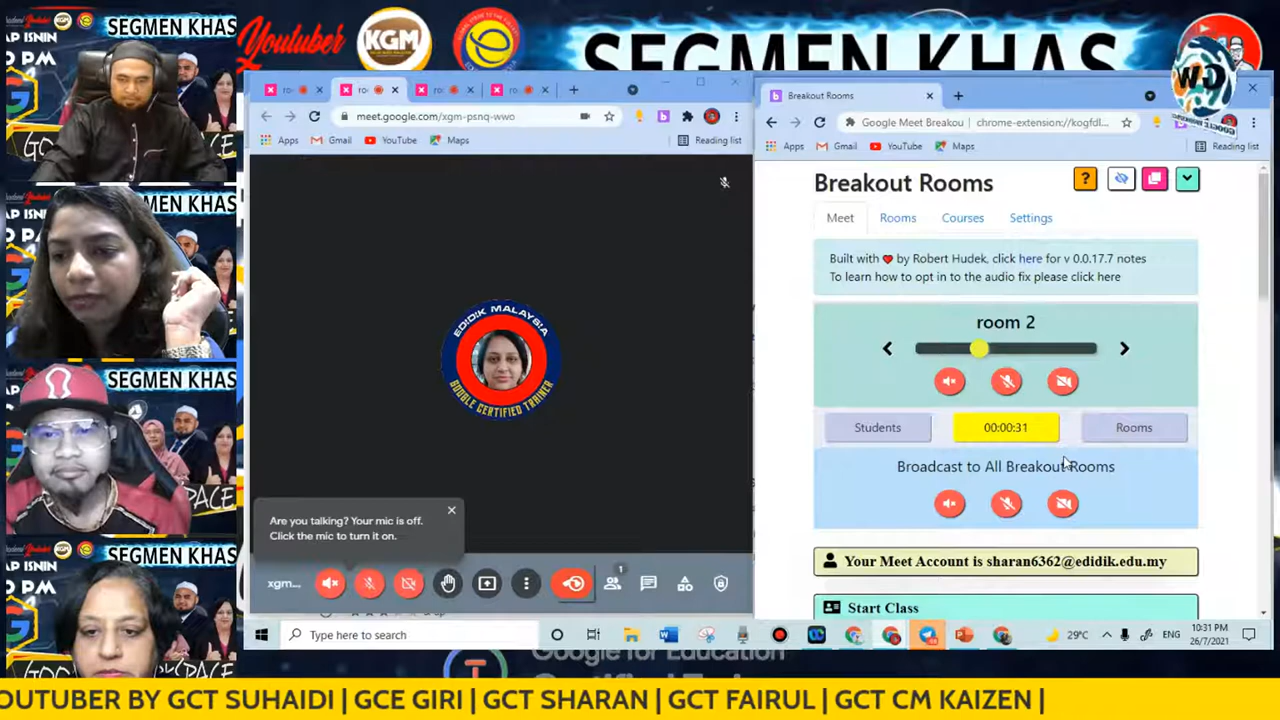 SEGMEN KHAS
Youtuber
KGM
SEGMEN KHAS
SEGMEN KHAS
SEGMEN KHAS
SEGMEN KHAS
AP ISNIN
WG
meet.google.com/xgm-psnq-wwo
Apps Gmail YouTube Maps Reading list
EDIDIK MALAYSIA
GOOGLE CERTIFIED TRAINER
Are you talking? Your mic is off.
Click the mic to turn it on.
xgm...
1
Breakout Rooms
Google Meet Breakou | chrome-extension://kogfdl...
Apps Gmail YouTube Maps Reading list
Breakout Rooms
?
Meet Rooms Courses Settings
Built with by Robert Hudek, click here for v 0.0.17.7 notes
To learn how to opt in to the audio fix please click here
room 2
Students 00:00:31 Rooms
Broadcast to All Breakout Rooms
Your Meet Account is sharan6362@edidik.edu.my
Start Class
Type here to search
29°C ENG
10:31 PM
26/7/2021
Google for Education
OUTUBER BY GCT SUHAIDI | GCE GIRI | GCT SHARAN | GCT FAIRUL | GCT CM KAIZEN |